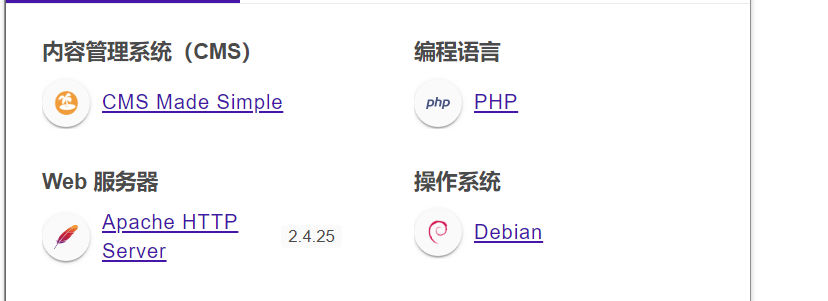 内容管理系统（CMS）
CMS Made Simple
编程语言
php
PHP
Web 服务器
Apache HTTP
Server
2.4.25
操作系统
Debian